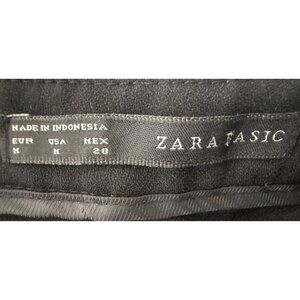 MADE IN INDONESIA
EUR USA MEX
M M 28
ZARA BASIC